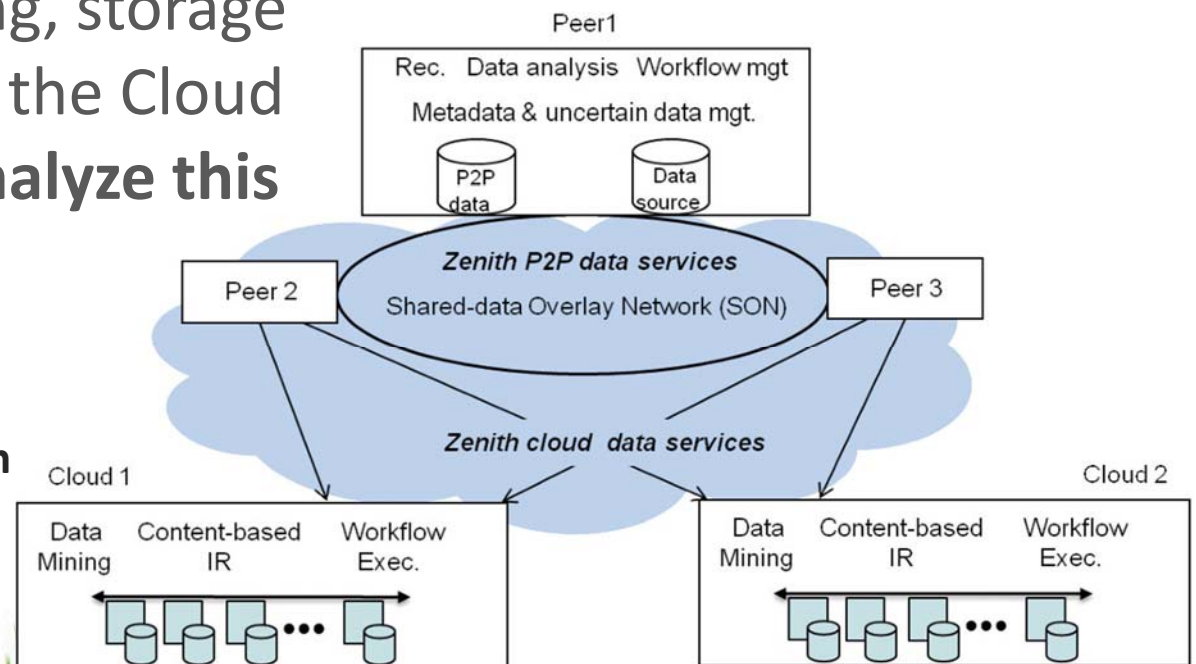 ng, storage
the Cloud
nalyze this
n
Peer1
Rec. Data analysis Workflow mgt
Metadata & uncertain data mgt.
P2P
data
Data
source
Zenith P2P data services
Shared-data Overlay Network (SON)
Peer 2
Peer 3
Zenith cloud data services
Cloud 1
Data
Mining
Content-based
IR
Workflow
Exec.
Cloud 2
Data
Mining
Content-based
IR
Workflow
Exec.